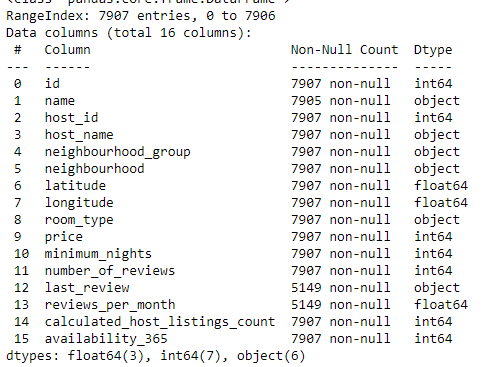 RangeIndex: 7907 entries, 0 to 7906
Data columns (total 16 columns):
 #   Column                          Non-Null Count  Dtype
---  ------                          --------------  -----
 0   id                              7907 non-null   int64
 1   name                            7905 non-null   object
 2   host_id                         7907 non-null   int64
 3   host_name                       7907 non-null   object
 4   neighbourhood_group             7907 non-null   object
 5   neighbourhood                   7907 non-null   object
 6   latitude                        7907 non-null   float64
 7   longitude                       7907 non-null   float64
 8   room_type                       7907 non-null   object
 9   price                           7907 non-null   int64
 10  minimum_nights                  7907 non-null   int64
 11  number_of_reviews               7907 non-null   int64
 12  last_review                     5149 non-null   object
 13  reviews_per_month               5149 non-null   float64
 14  calculated_host_listings_count  7907 non-null   int64
 15  availability_365                7907 non-null   int64
dtypes: float64(3), int64(7), object(6)